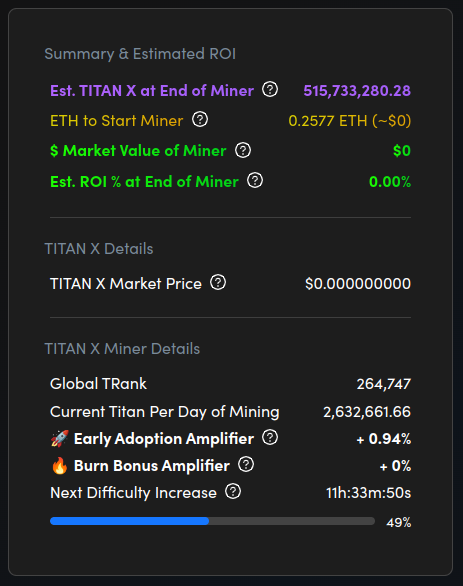 Summary & Estimated ROI
Est. TITAN X at End of Miner ? 515,733,280.28
ETH to Start Miner ? 0.2577 ETH (~$0)
$ Market Value of Miner ? $0
Est. ROI % at End of Miner ? 0.00%
TITAN X Details
TITAN X Market Price ? $0.000000000
TITAN X Miner Details
Global TRank 264,747
Current Titan Per Day of Mining 2,632,661.66
🚀 Early Adoption Amplifier ? + 0.94%
🔥 Burn Bonus Amplifier ? + 0%
Next Difficulty Increase ? 11h:33m:50s
49%